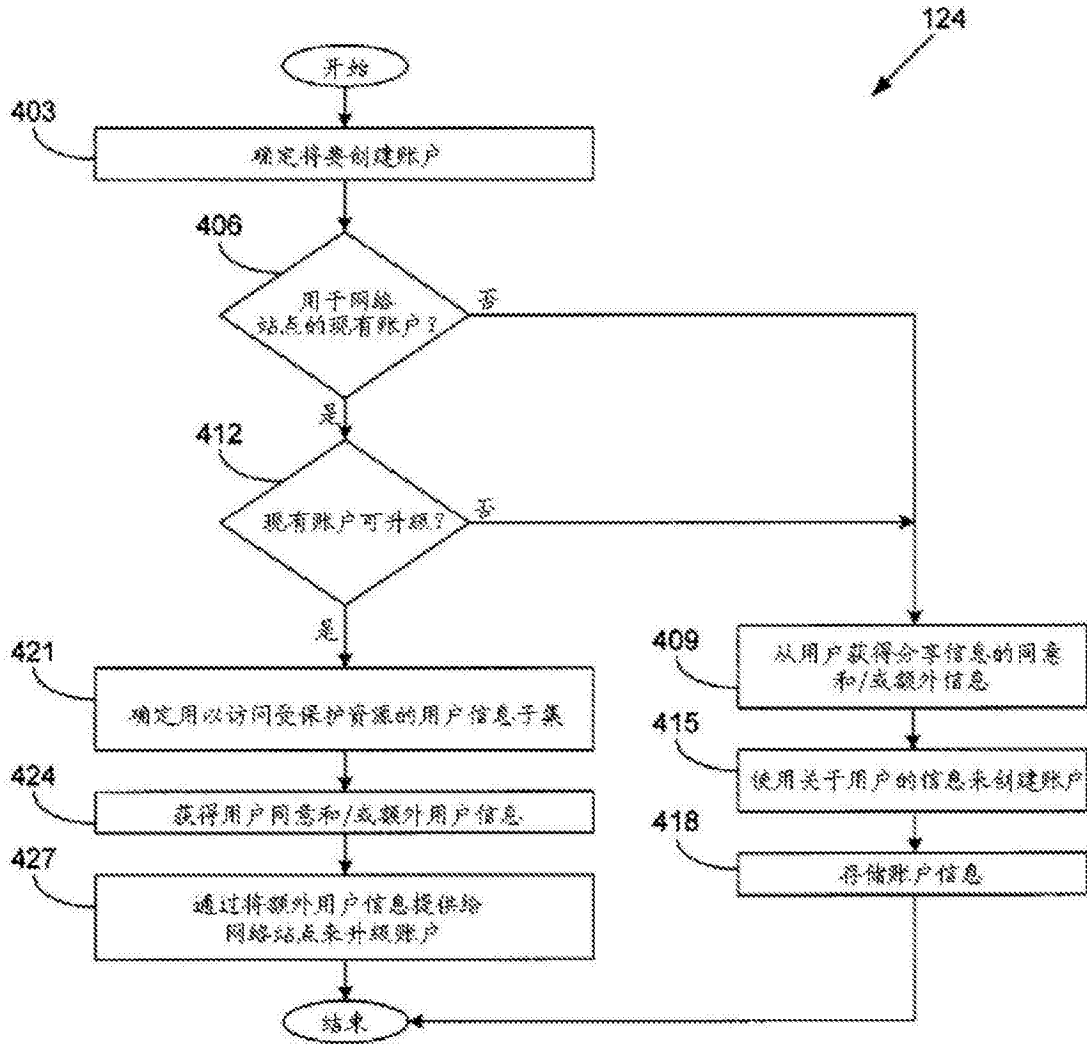 124
开始
403
确定将要创建账户
406
用于网络
站点的现有账户？
否
是
412
现有账户可升级？
否
是
421
确定用以访问受保护资源的用户信息子集
409
从用户获得分享信息的同意
和/或额外信息
415
使用关于用户的信息来创建账户
424
获得用户同意和/或额外用户信息
418
存储账户信息
427
通过将额外用户信息提供给
网络站点来升级账户
结束